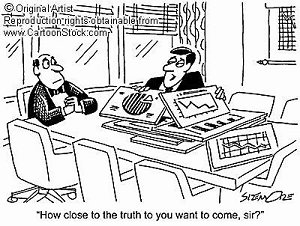 © Original Artist
Reproduction rights obtainable from
www.CartoonStock.com
"How close to the truth to you want to come, sir?"